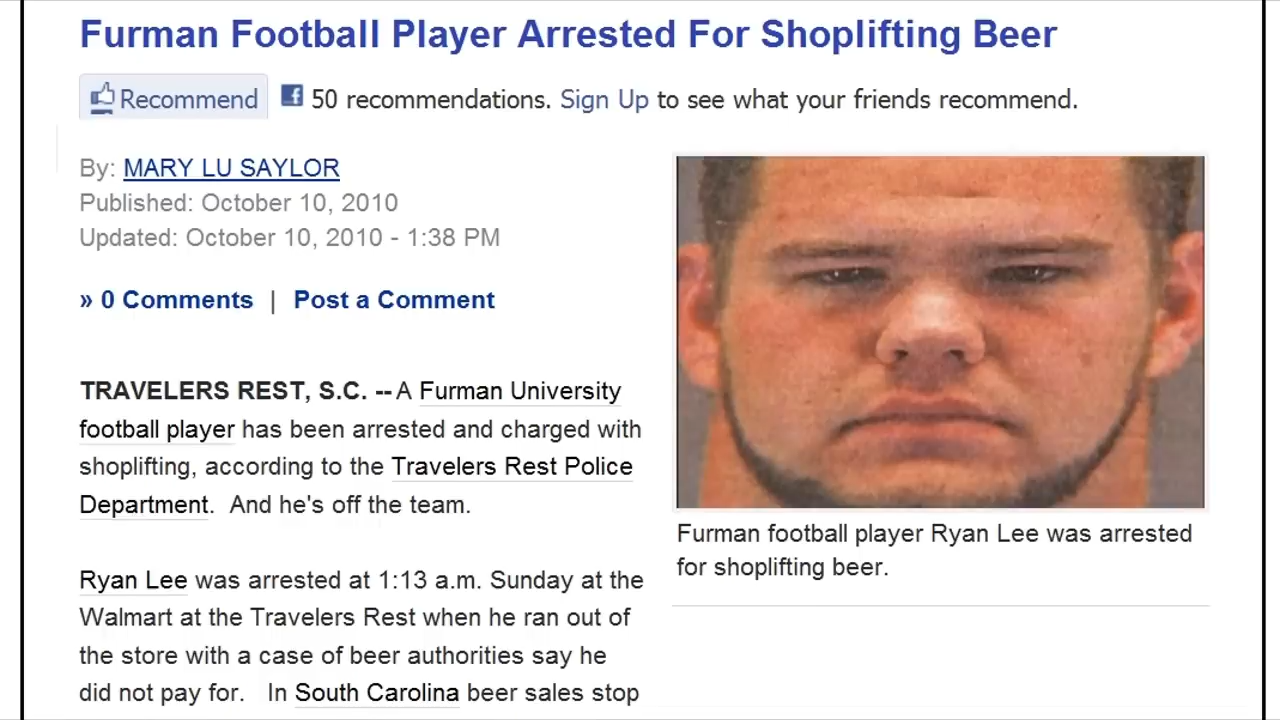 Furman Football Player Arrested For Shoplifting Beer
Recommend 50 recommendations. Sign Up to see what your friends recommend.
By: MARY LU SAYLOR
Published: October 10, 2010
Updated: October 10, 2010 - 1:38 PM
» 0 Comments | Post a Comment
TRAVELERS REST, S.C. -- A Furman University
football player has been arrested and charged with
shoplifting, according to the Travelers Rest Police
Department. And he's off the team.
Ryan Lee was arrested at 1:13 a.m. Sunday at the
Walmart at the Travelers Rest when he ran out of
the store with a case of beer authorities say he
did not pay for. In South Carolina beer sales stop
Furman football player Ryan Lee was arrested
for shoplifting beer.